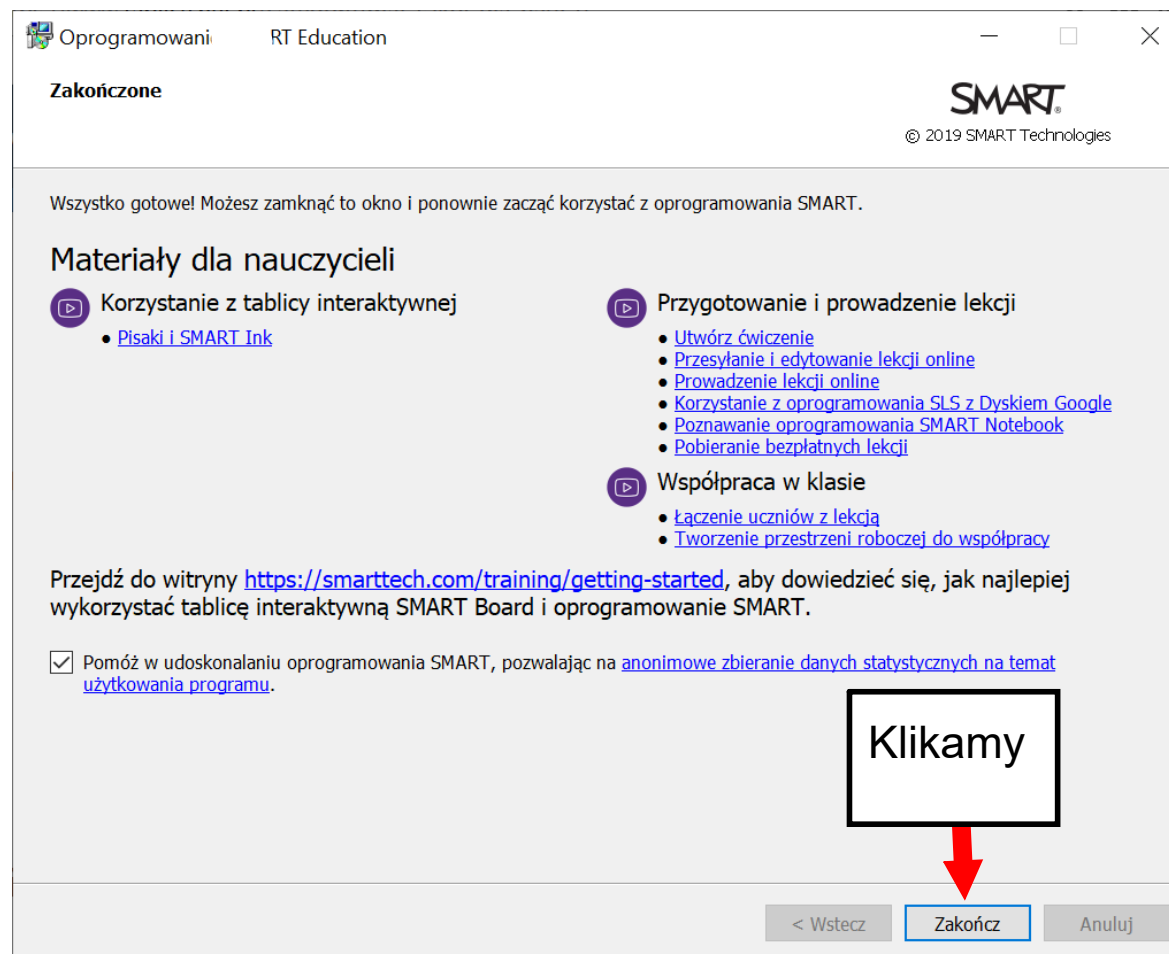 Oprogramowani RT Education
Zakończone
SMART®
© 2019 SMART Technologies
Wszystko gotowe! Możesz zamknąć to okno i ponownie zacząć korzystać z oprogramowania SMART.
Materiały dla nauczycieli
Korzystanie z tablicy interaktywnej
• Pisaki i SMART Ink
Przygotowanie i prowadzenie lekcji
• Utwórz ćwiczenie
• Przesyłanie i edytowanie lekcji online
• Prowadzenie lekcji online
• Korzystanie z oprogramowania SLS z Dyskiem Google
• Poznawanie oprogramowania SMART Notebook
• Pobieranie bezpłatnych lekcji
Współpraca w klasie
• Łączenie uczniów z lekcją
• Tworzenie przestrzeni roboczej do współpracy
Przejdź do witryny https://smarttech.com/training/getting-started, aby dowiedzieć się, jak najlepiej
wykorzystać tablicę interaktywną SMART Board i oprogramowanie SMART.
Pomóż w udoskonalaniu oprogramowania SMART, pozwalając na anonimowe zbieranie danych statystycznych na temat
użytkowania programu.
Klikamy
< Wstecz
Zakończ
Anuluj